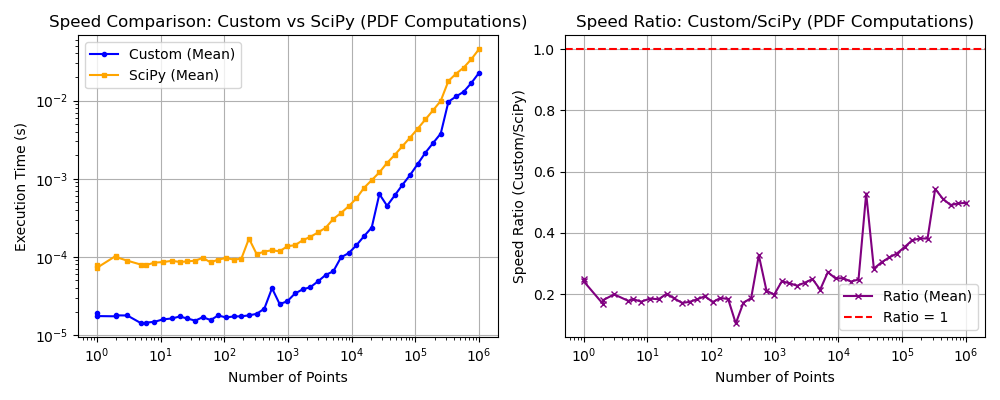 Speed Comparison: Custom vs SciPy (PDF Computations)
Custom (Mean)
SciPy (Mean)
Execution Time (s)
10⁻²
10⁻³
10⁻⁴
10⁻⁵
10⁰ 10¹ 10² 10³ 10⁴ 10⁵ 10⁶
Number of Points
Speed Ratio: Custom/SciPy (PDF Computations)
Speed Ratio (Custom/SciPy)
1.0
0.8
0.6
0.4
0.2
Ratio (Mean)
Ratio = 1
10⁰ 10¹ 10² 10³ 10⁴ 10⁵ 10⁶
Number of Points